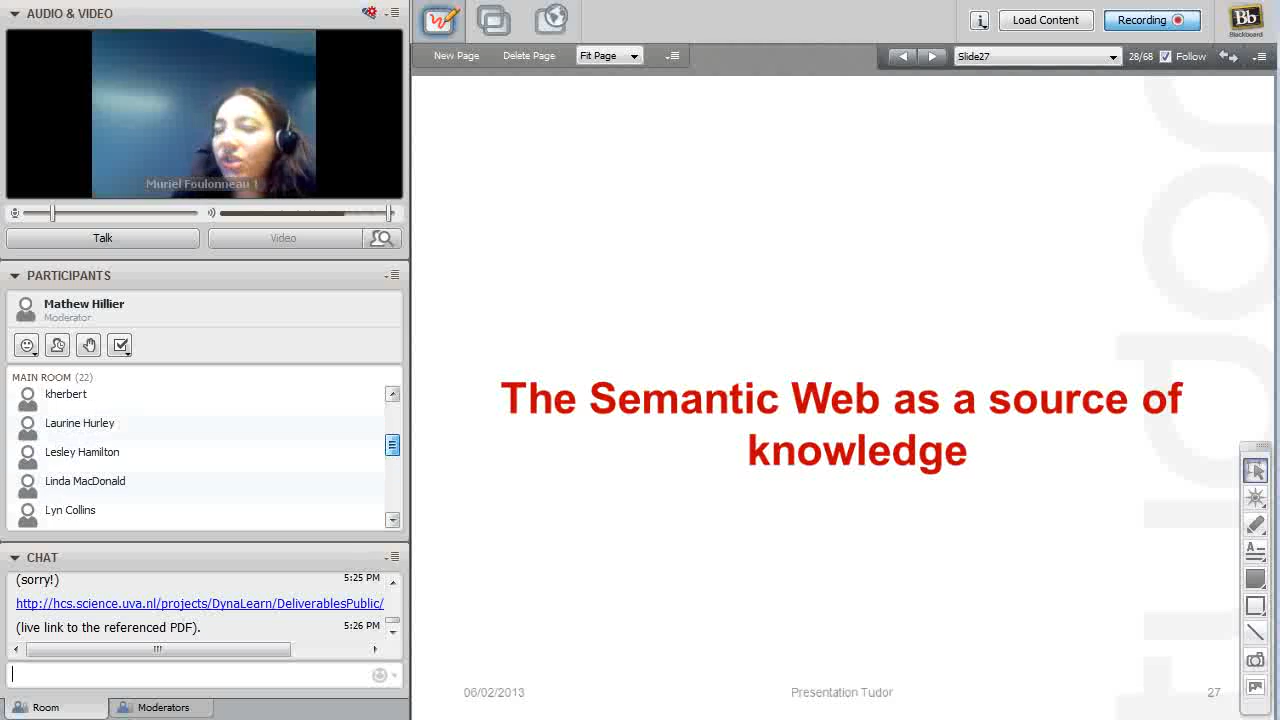 AUDIO & VIDEO
Muriel Foulonneau 1
Talk
Video
PARTICIPANTS
Mathew Hillier
Moderator
MAIN ROOM (22)
kherbert
Laurine Hurley
Lesley Hamilton
Linda MacDonald
Lyn Collins
CHAT
(sorry!)
5:25 PM
http://hcs.science.uva.nl/projects/DynaLearn/DeliverablesPublic/
(live link to the referenced PDF).
5:26 PM
Room
Moderators
Load Content
Recording
Bb
Blackboard
New Page
Delete Page
Fit Page
Slide27
28/68
Follow
The Semantic Web as a source of
knowledge
06/02/2013
Presentation Tudor
27